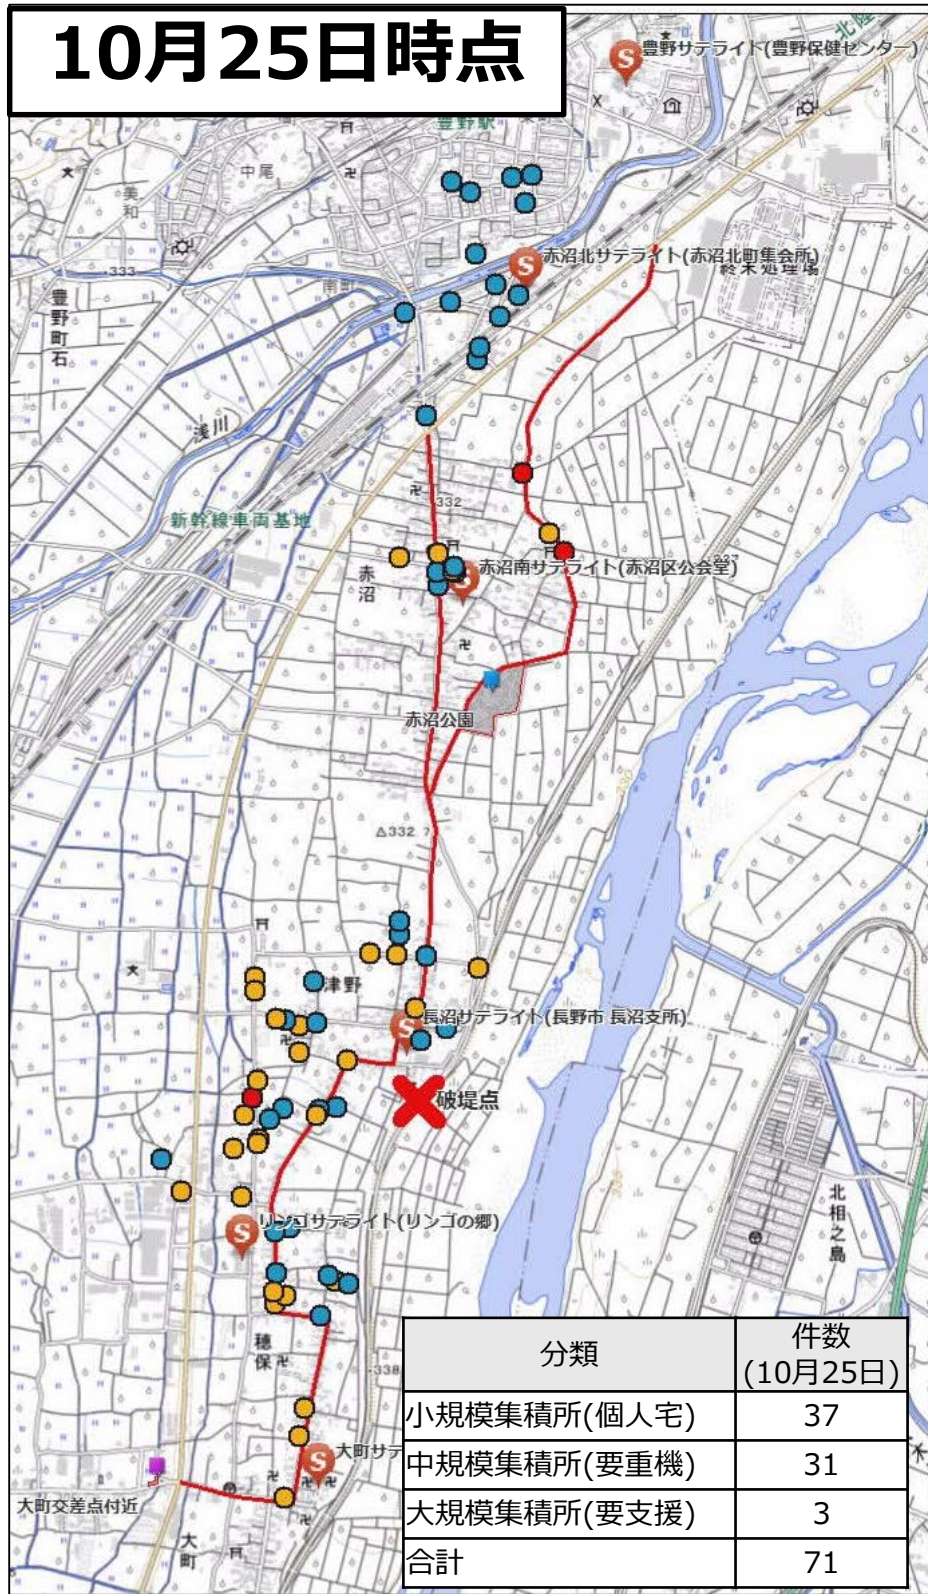 10月25日時点
豊野サテライト(豊野保健センター)
豊野駅
中尾
美和
333
赤沼北サテライト(赤沼北町集会所)
終末処理場
南町
豊野町石
浅川
332
新幹線車両基地
赤沼
赤沼南サテライト(赤沼区公会堂)
赤沼公園
330
△332
津野
長沼サテライト(長野市 長沼支所)
破堤点
335
北相之島
リンゴサテライト(リンゴの郷)
穂保
338
大町サテ
大町交差点付近
大町
分類 件数
(10月25日)
小規模集積所(個人宅) 37
中規模集積所(要重機) 31
大規模集積所(要支援) 3
合計 71